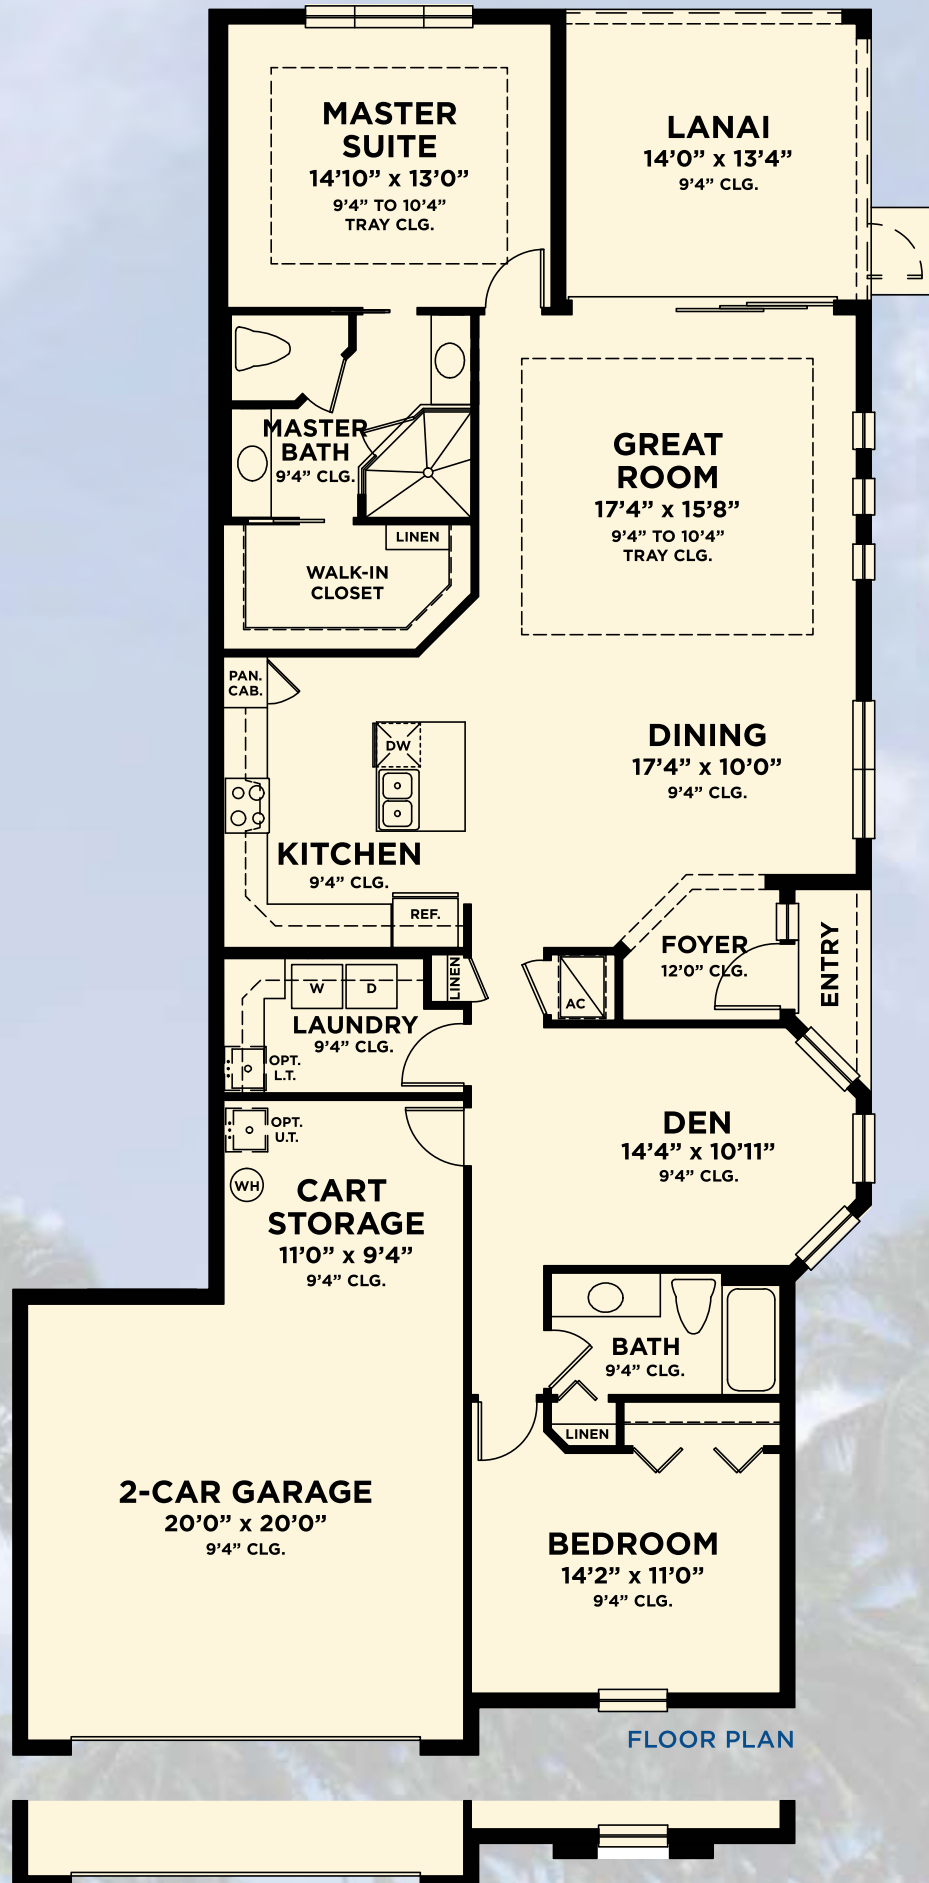 MASTER
SUITE
14’10” x 13’0”
9’4” TO 10’4”
TRAY CLG.
LANAI
14’0” x 13’4”
9’4” CLG.
MASTER
BATH
9’4” CLG.
GREAT
ROOM
17’4” x 15’8”
9’4” TO 10’4”
TRAY CLG.
LINEN
WALK-IN
CLOSET
PAN.
CAB.
DW
DINING
17’4” x 10’0”
9’4” CLG.
KITCHEN
9’4” CLG.
REF.
FOYER
12’0” CLG.
ENTRY
LINEN
W
D
AC
LAUNDRY
9’4” CLG.
OPT.
L.T.
OPT.
U.T.
WH
CART
STORAGE
11’0” x 9’4”
9’4” CLG.
DEN
14’4” x 10’11”
9’4” CLG.
BATH
9’4” CLG.
LINEN
2-CAR GARAGE
20’0” x 20’0”
9’4” CLG.
BEDROOM
14’2” x 11’0”
9’4” CLG.
FLOOR PLAN